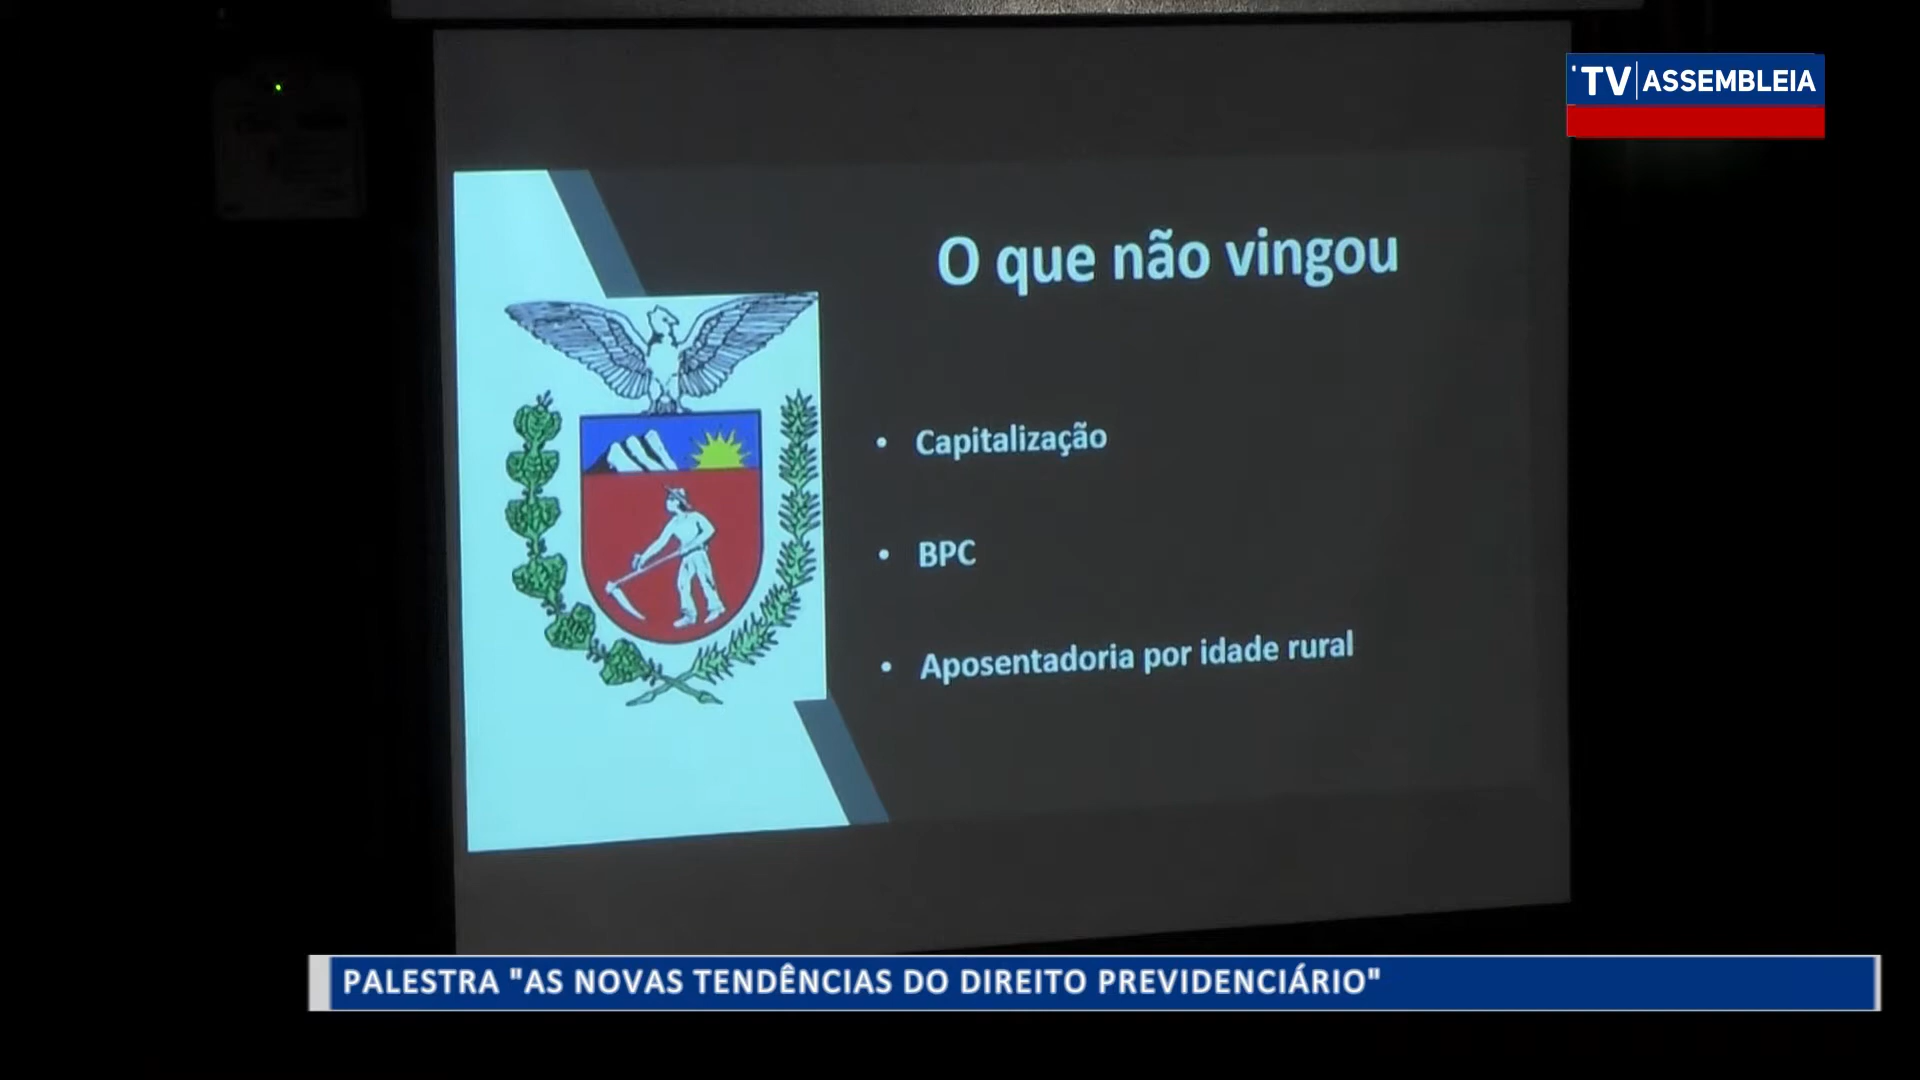 TV ASSEMBLEIA
O que não vingou
• Capitalização
• BPC
• Aposentadoria por idade rural
PALESTRA "AS NOVAS TENDÊNCIAS DO DIREITO PREVIDENCIÁRIO"